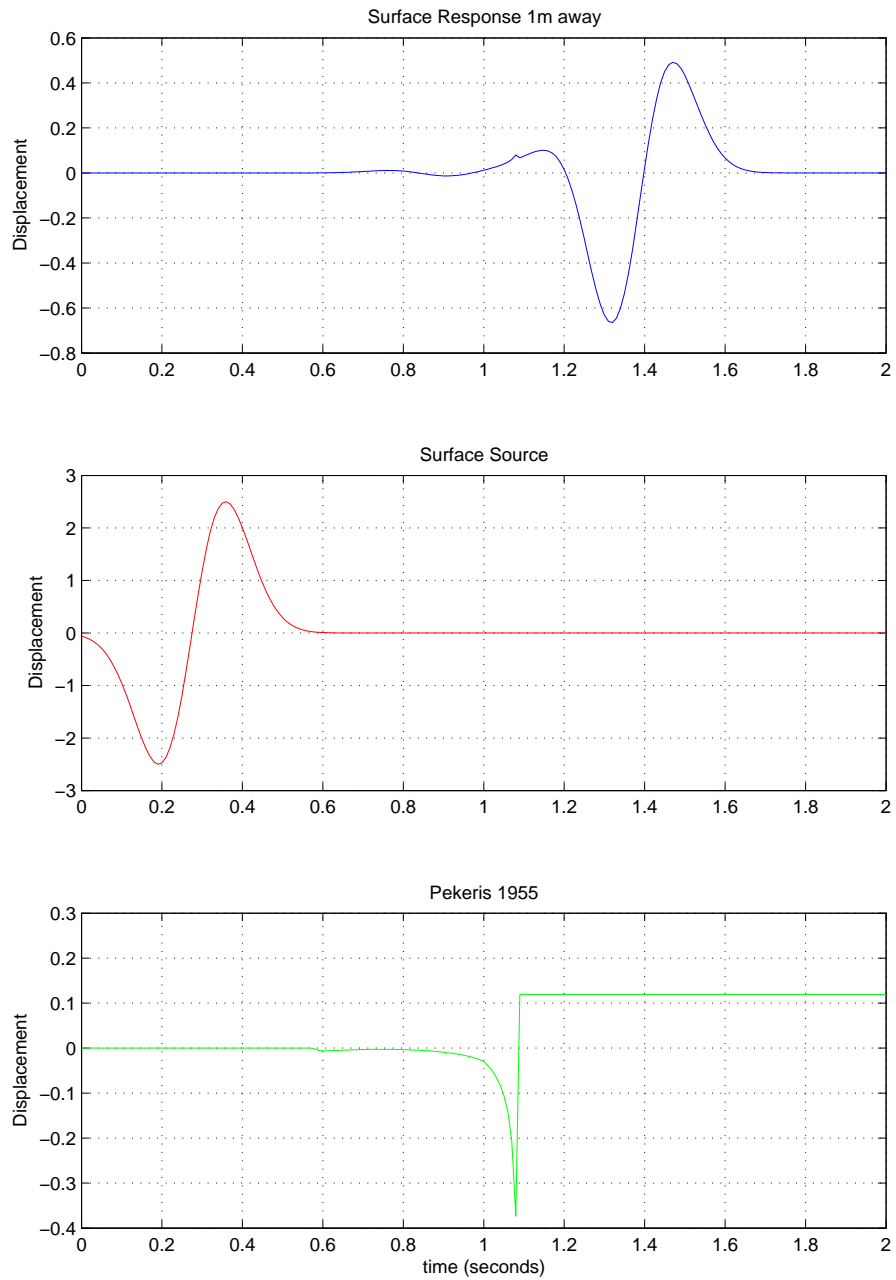 Surface Response 1m away
0.6
0.4
0.2
0
−0.2
−0.4
−0.6
−0.8
Displacement
0 0.2 0.4 0.6 0.8 1 1.2 1.4 1.6 1.8 2
Surface Source
3
2
1
0
−1
−2
−3
Displacement
0 0.2 0.4 0.6 0.8 1 1.2 1.4 1.6 1.8 2
Pekeris 1955
0.3
0.2
0.1
0
−0.1
−0.2
−0.3
−0.4
Displacement
0 0.2 0.4 0.6 0.8 1 1.2 1.4 1.6 1.8 2
time (seconds)